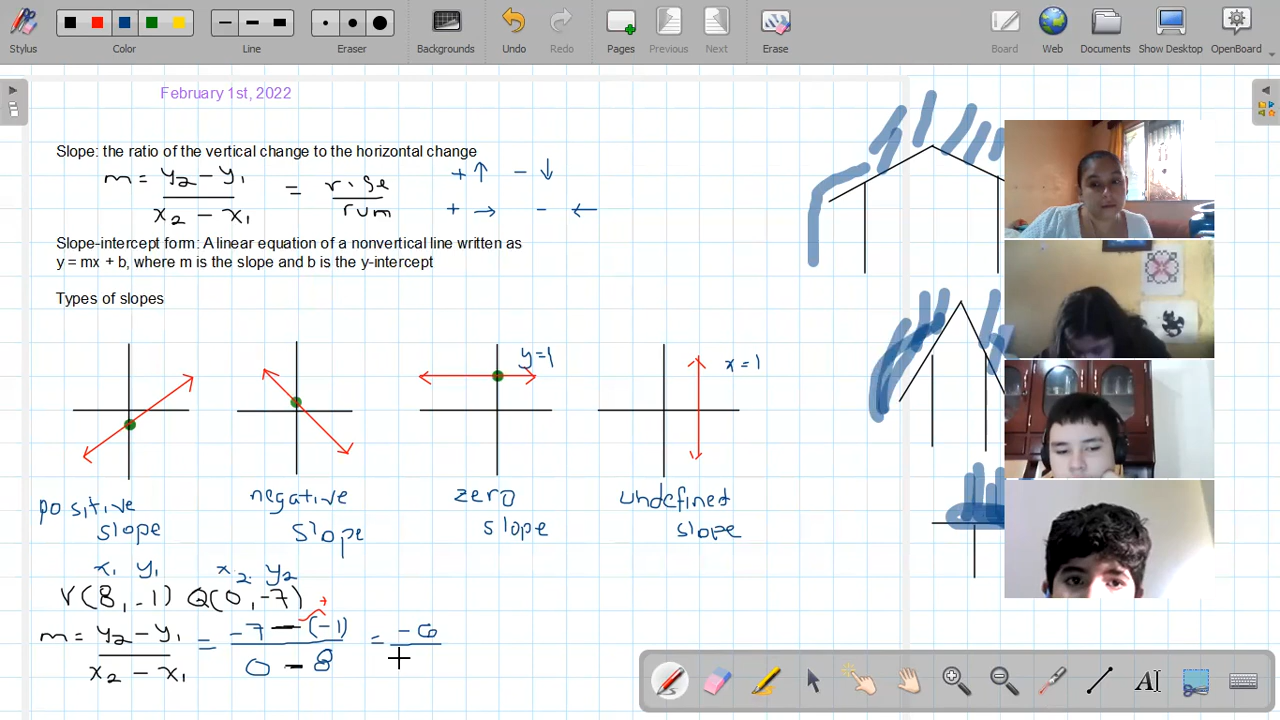 Stylus Color Line Eraser Backgrounds Undo Redo Pages Previous Next Erase Board Web Documents Show Desktop OpenBoard
February 1st, 2022
Slope: the ratio of the vertical change to the horizontal change
m = y2 - y1 / x2 - x1 = rise / rum
+ ↑ - ↓
+ → - ←
Slope-intercept form: A linear equation of a nonvertical line written as
y = mx + b, where m is the slope and b is the y-intercept
Types of slopes
y=1
x=1
positive slope
negative slope
zero slope
undefined slope
x1 y1 x2 y2
V(8, -1) Q(0, -7)
+
m = y2 - y1 / x2 - x1 = -7 - (-1) / 0 - 8 = -6